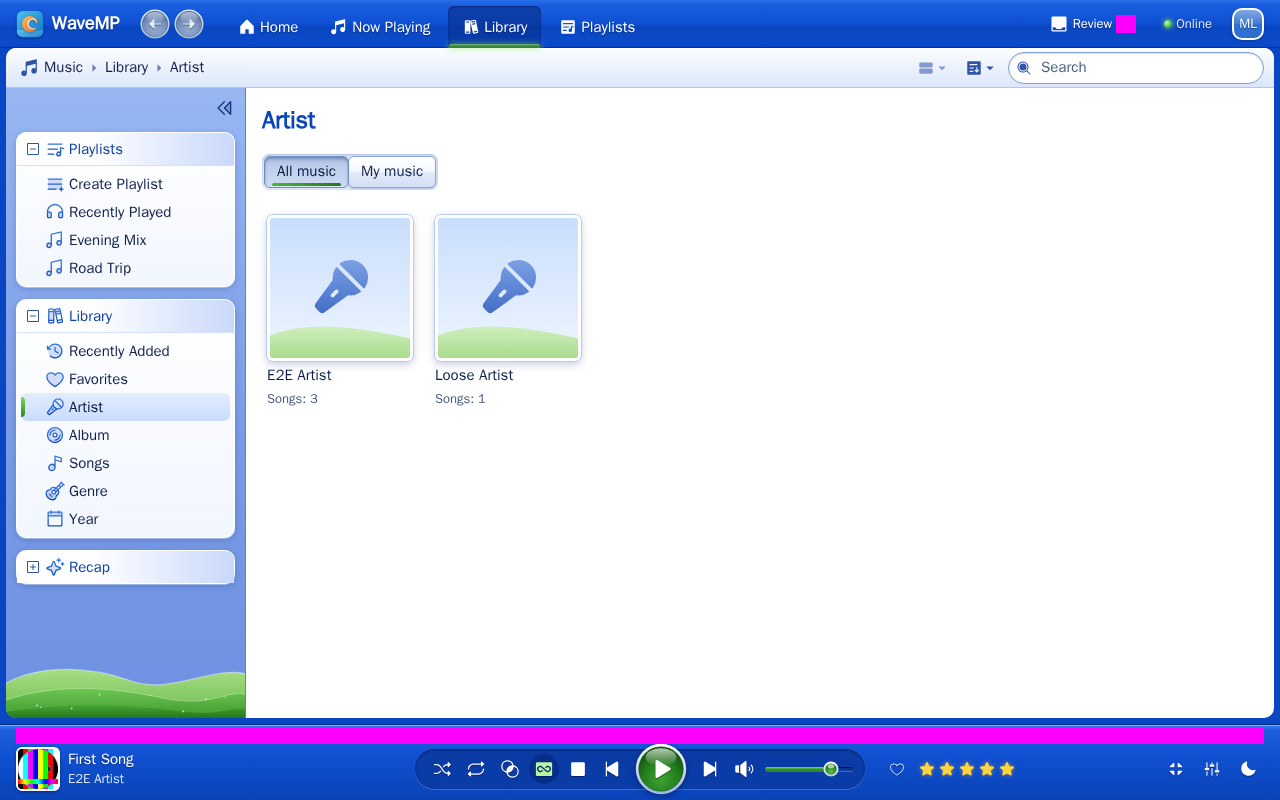 WaveMP
Home
Now Playing
Library
Playlists
Review
Online
ML
Music
Library
Artist
Search
Playlists
Create Playlist
Recently Played
Evening Mix
Road Trip
Library
Recently Added
Favorites
Artist
Album
Songs
Genre
Year
Recap
Artist
All music
My music
E2E Artist
Songs: 3
Loose Artist
Songs: 1
First Song
E2E Artist